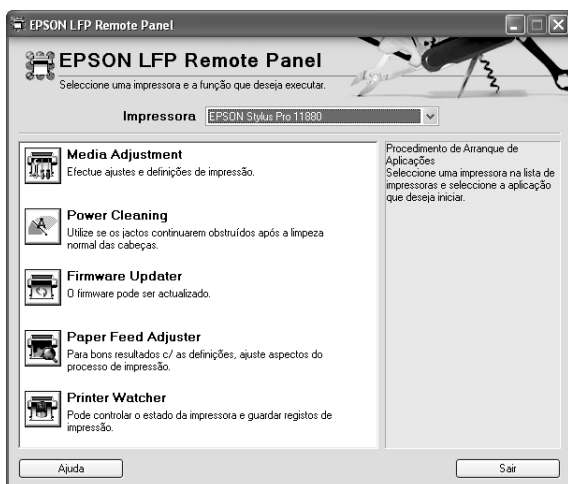 EPSON LFP Remote Panel
EPSON LFP Remote Panel
Seleccione uma impressora e a função que deseja executar.
Impressora
EPSON Stylus Pro 11880
Media Adjustment
Efectue ajustes e definições de impressão.
Power Cleaning
Utilize se os jactos continuarem obstruídos após a limpeza
normal das cabeças.
Firmware Updater
O firmware pode ser actualizado.
Paper Feed Adjuster
Para bons resultados c/ as definições, ajuste aspectos do
processo de impressão.
Printer Watcher
Pode controlar o estado da impressora e guardar registos de
impressão.
Procedimento de Arranque de
Aplicações
Seleccione uma impressora na lista de
impressoras e seleccione a aplicação
que deseja iniciar.
Ajuda
Sair